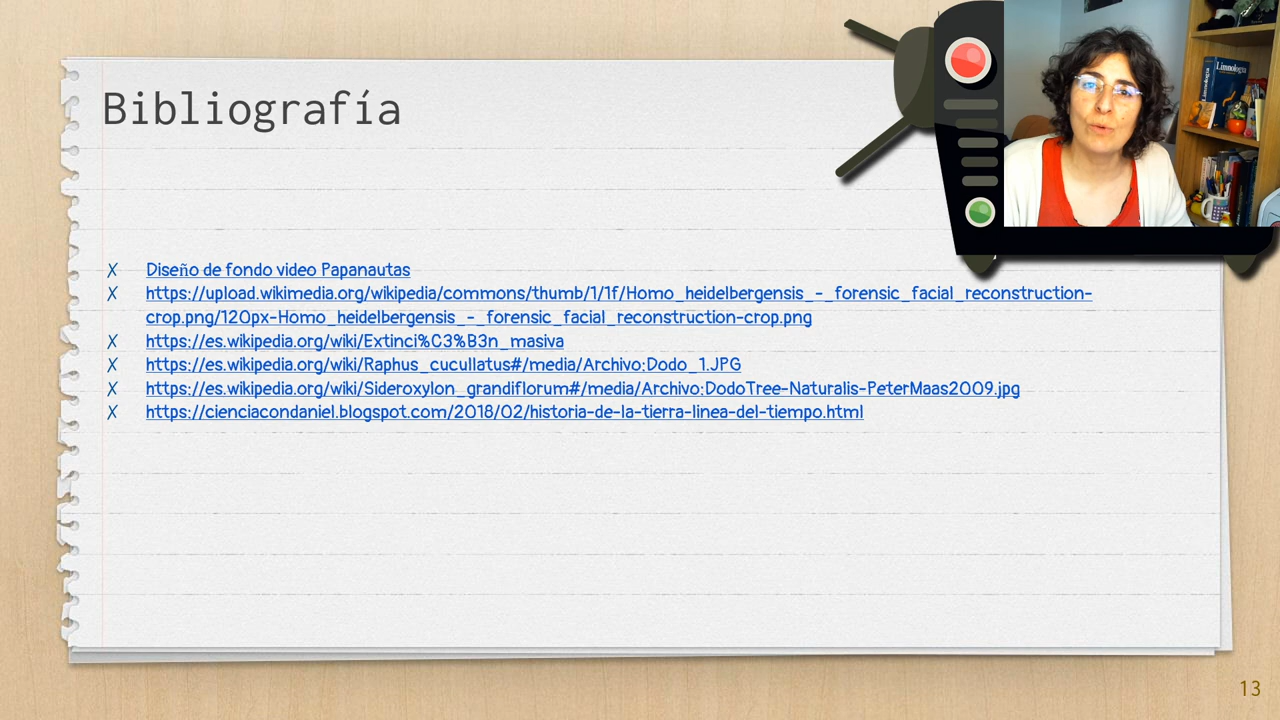 Limnología
Bibliografía
Diseño de fondo video Papanautas
https://upload.wikimedia.org/wikipedia/commons/thumb/1/1f/Homo_heidelbergensis_-_forensic_facial_reconstruction-
crop.png/120px-Homo_heidelbergensis_-_forensic_facial_reconstruction-crop.png
https://es.wikipedia.org/wiki/Extinci%C3%B3n_masiva
https://es.wikipedia.org/wiki/Raphus_cucullatus#/media/Archivo:Dodo_1.JPG
https://es.wikipedia.org/wiki/Sideroxylon_grandiflorum#/media/Archivo:DodoTree-Naturalis-PeterMaas2009.jpg
https://cienciacondaniel.blogspot.com/2018/02/historia-de-la-tierra-linea-del-tiempo.html
13